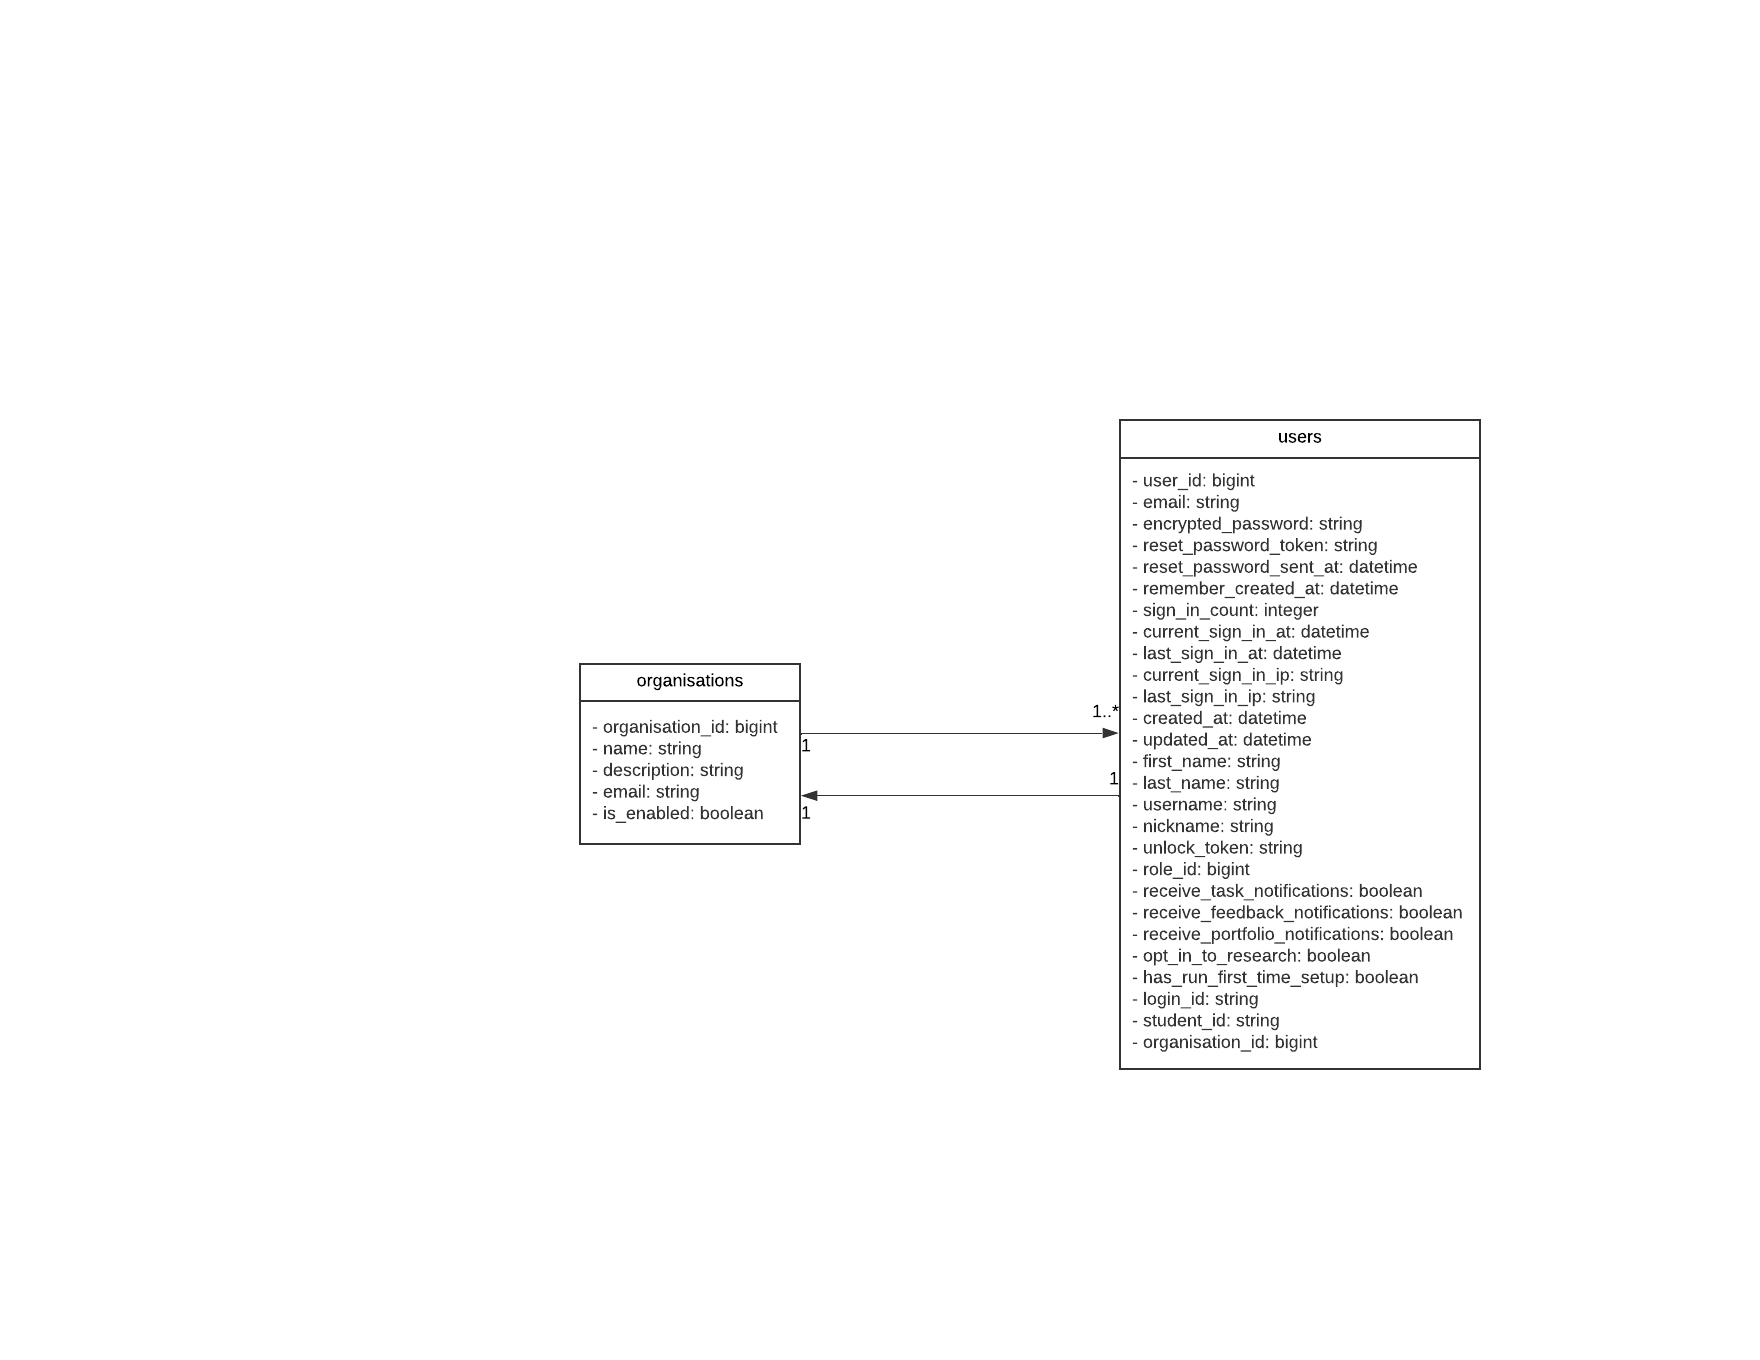 organisations
- organisation_id: bigint
- name: string
- description: string
- email: string
- is_enabled: boolean
1..*
1
1
1
users
- user_id: bigint
- email: string
- encrypted_password: string
- reset_password_token: string
- reset_password_sent_at: datetime
- remember_created_at: datetime
- sign_in_count: integer
- current_sign_in_at: datetime
- last_sign_in_at: datetime
- current_sign_in_ip: string
- last_sign_in_ip: string
- created_at: datetime
- updated_at: datetime
- first_name: string
- last_name: string
- username: string
- nickname: string
- unlock_token: string
- role_id: bigint
- receive_task_notifications: boolean
- receive_feedback_notifications: boolean
- receive_portfolio_notifications: boolean
- opt_in_to_research: boolean
- has_run_first_time_setup: boolean
- login_id: string
- student_id: string
- organisation_id: bigint